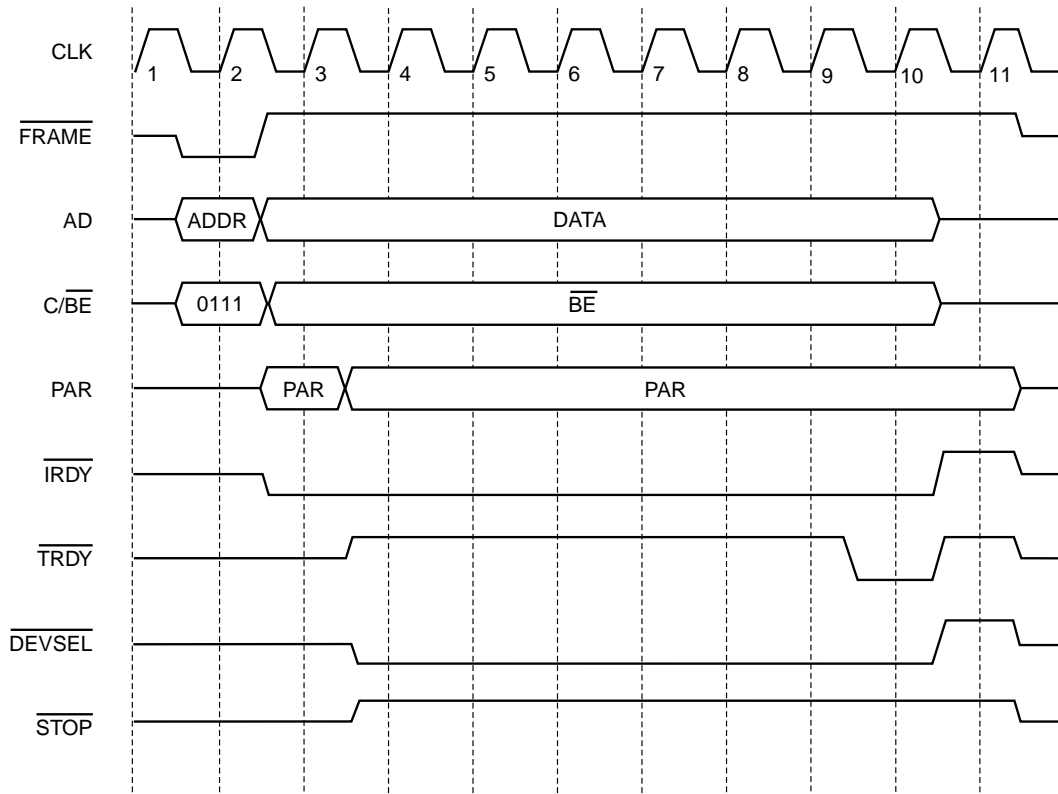 CLK
1 2 3 4 5 6 7 8 9 10 11
FRAME
AD
ADDR DATA
C/BE
0111 BE
PAR
PAR PAR
IRDY
TRDY
DEVSEL
STOP